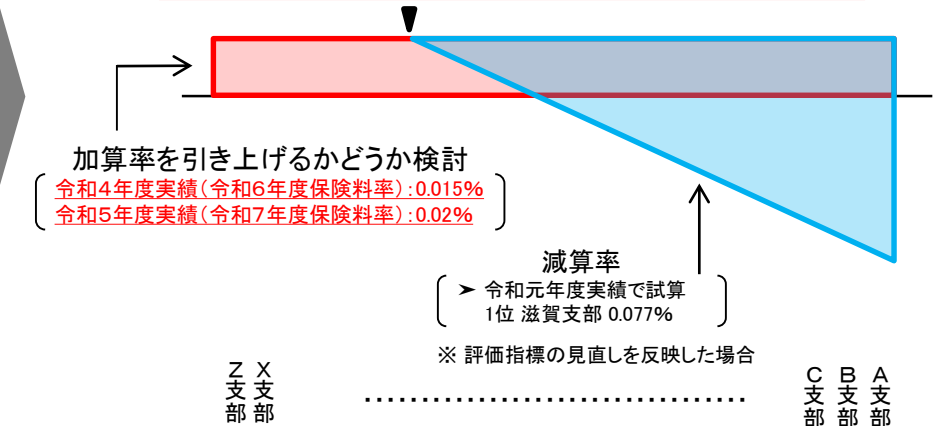 加算率を引き上げるかどうか検討
令和4年度実績(令和6年度保険料率):0.015%
令和5年度実績(令和7年度保険料率):0.02%
減算率
➤ 令和元年度実績で試算
1位 滋賀支部 0.077%
※ 評価指標の見直しを反映した場合
Z支部
X支部
‥‥‥‥‥‥‥‥‥‥‥‥‥‥‥‥
C支部
B支部
A支部